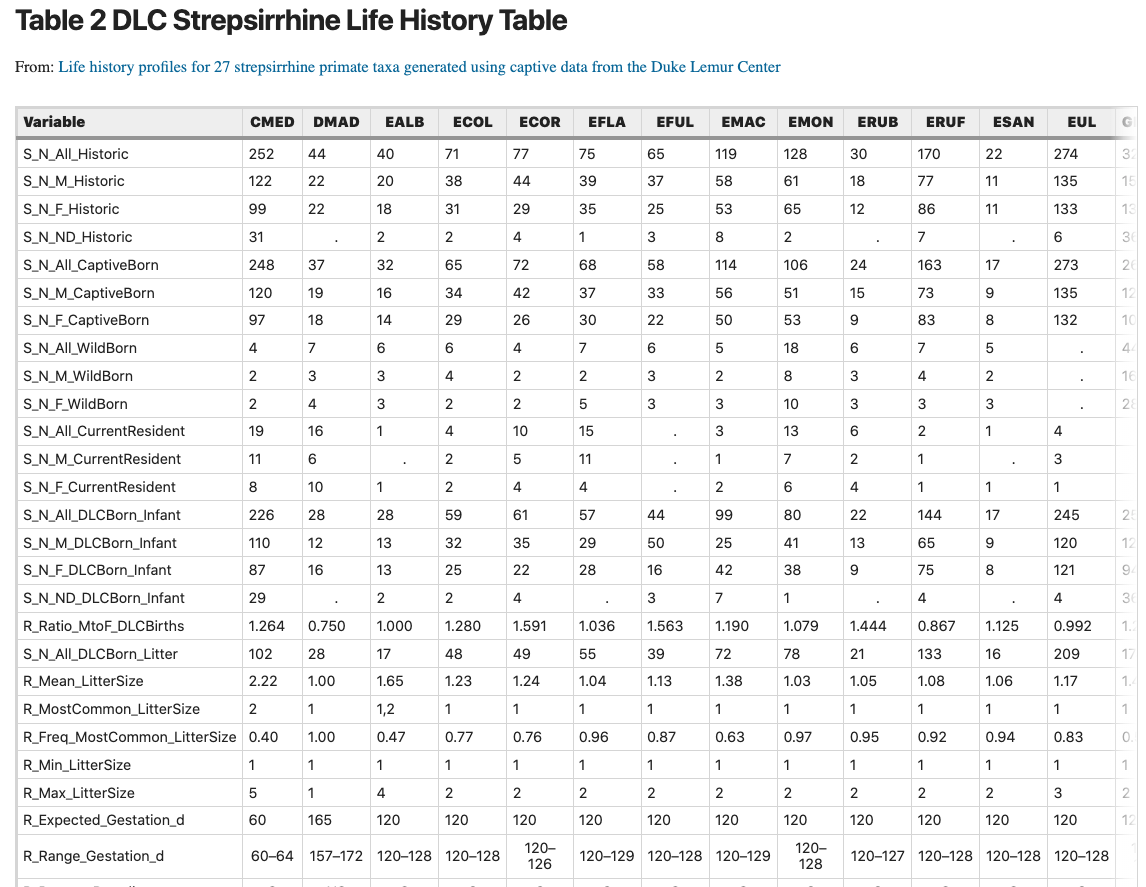 Table 2 DLC Strepsirrhine Life History Table
From: Life history profiles for 27 strepsirrhine primate taxa generated using captive data from the Duke Lemur Center
Variable CMED DMAD EALB ECOL ECOR EFLA EFUL EMAC EMON ERUB ERUF ESAN EUL G
S_N_All_Historic 252 44 40 71 77 75 65 119 128 30 170 22 274
S_N_M_Historic 122 22 20 38 44 39 37 58 61 18 77 11 135
S_N_F_Historic 99 22 18 31 29 35 25 53 65 12 86 11 133
S_N_ND_Historic 31 . 2 2 4 1 3 8 2 . 7 . 6
S_N_All_CaptiveBorn 248 37 32 65 72 68 58 114 106 24 163 17 273
S_N_M_CaptiveBorn 120 19 16 34 42 37 33 56 51 15 73 9 135
S_N_F_CaptiveBorn 97 18 14 29 26 30 22 50 53 9 83 8 132
S_N_All_WildBorn 4 7 6 6 4 7 6 5 18 6 7 5 .
S_N_M_WildBorn 2 3 3 4 2 2 3 2 8 3 4 2 .
S_N_F_WildBorn 2 4 3 2 2 5 3 3 10 3 3 3 .
S_N_All_CurrentResident 19 16 1 4 10 15 . 3 13 6 2 1 4
S_N_M_CurrentResident 11 6 . 2 5 11 . 1 7 2 1 . 3
S_N_F_CurrentResident 8 10 1 2 4 4 . 2 6 4 1 1 1
S_N_All_DLCBorn_Infant 226 28 28 59 61 57 44 99 80 22 144 17 245
S_N_M_DLCBorn_Infant 110 12 13 32 35 29 50 25 41 13 65 9 120
S_N_F_DLCBorn_Infant 87 16 13 25 22 28 16 42 38 9 75 8 121
S_N_ND_DLCBorn_Infant 29 . 2 2 4 . 3 7 1 . 4 . 4
R_Ratio_MtoF_DLCBirths 1.264 0.750 1.000 1.280 1.591 1.036 1.563 1.190 1.079 1.444 0.867 1.125 0.992
S_N_All_DLCBorn_Litter 102 28 17 48 49 55 39 72 78 21 133 16 209
R_Mean_LitterSize 2.22 1.00 1.65 1.23 1.24 1.04 1.13 1.38 1.03 1.05 1.08 1.06 1.17
R_MostCommon_LitterSize 2 1 1,2 1 1 1 1 1 1 1 1 1 1 1
R_Freq_MostCommon_LitterSize 0.40 1.00 0.47 0.77 0.76 0.96 0.87 0.63 0.97 0.95 0.92 0.94 0.83
R_Min_LitterSize 1 1 1 1 1 1 1 1 1 1 1 1 1 1
R_Max_LitterSize 5 1 4 2 2 2 2 2 2 2 2 2 3 2
R_Expected_Gestation_d 60 165 120 120 120 120 120 120 120 120 120 120 120
R_Range_Gestation_d 60–64 157–172 120–128 120–128 120–126 120–129 120–128 120–129 120–128 120–127 120–128 120–128 120–128